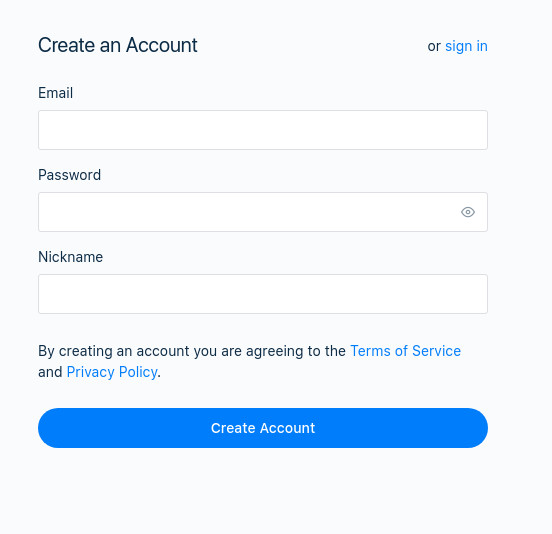 Create an Account or sign in
Email
Password
Nickname
By creating an account you are agreeing to the Terms of Service
and Privacy Policy.
Create Account